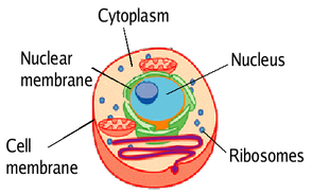 Cytoplasm
Nuclear
membrane
Nucleus
Cell
membrane
Ribosomes